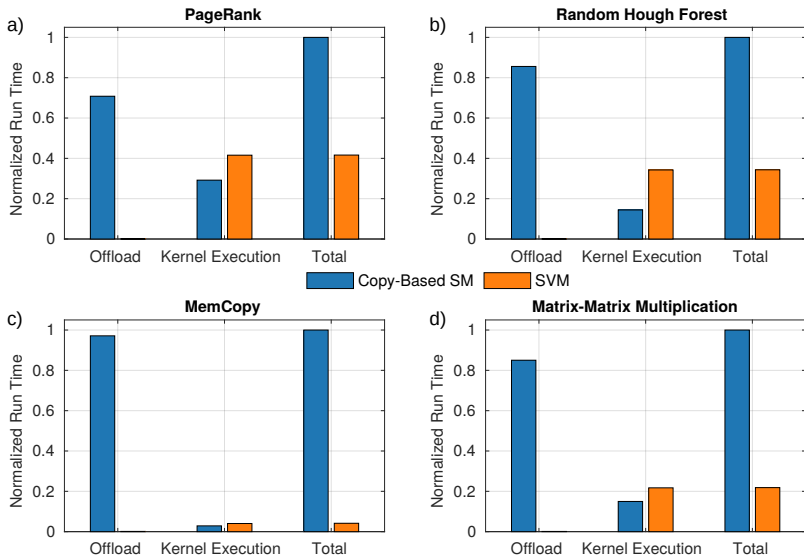 a)
PageRank
Normalized Run Time
1
0.8
0.6
0.4
0.2
0
Offload
Kernel Execution
Total
b)
Random Hough Forest
Normalized Run Time
1
0.8
0.6
0.4
0.2
0
Offload
Kernel Execution
Total
Copy-Based SM
SVM
c)
MemCopy
Normalized Run Time
1
0.8
0.6
0.4
0.2
0
Offload
Kernel Execution
Total
d)
Matrix-Matrix Multiplication
Normalized Run Time
1
0.8
0.6
0.4
0.2
0
Offload
Kernel Execution
Total